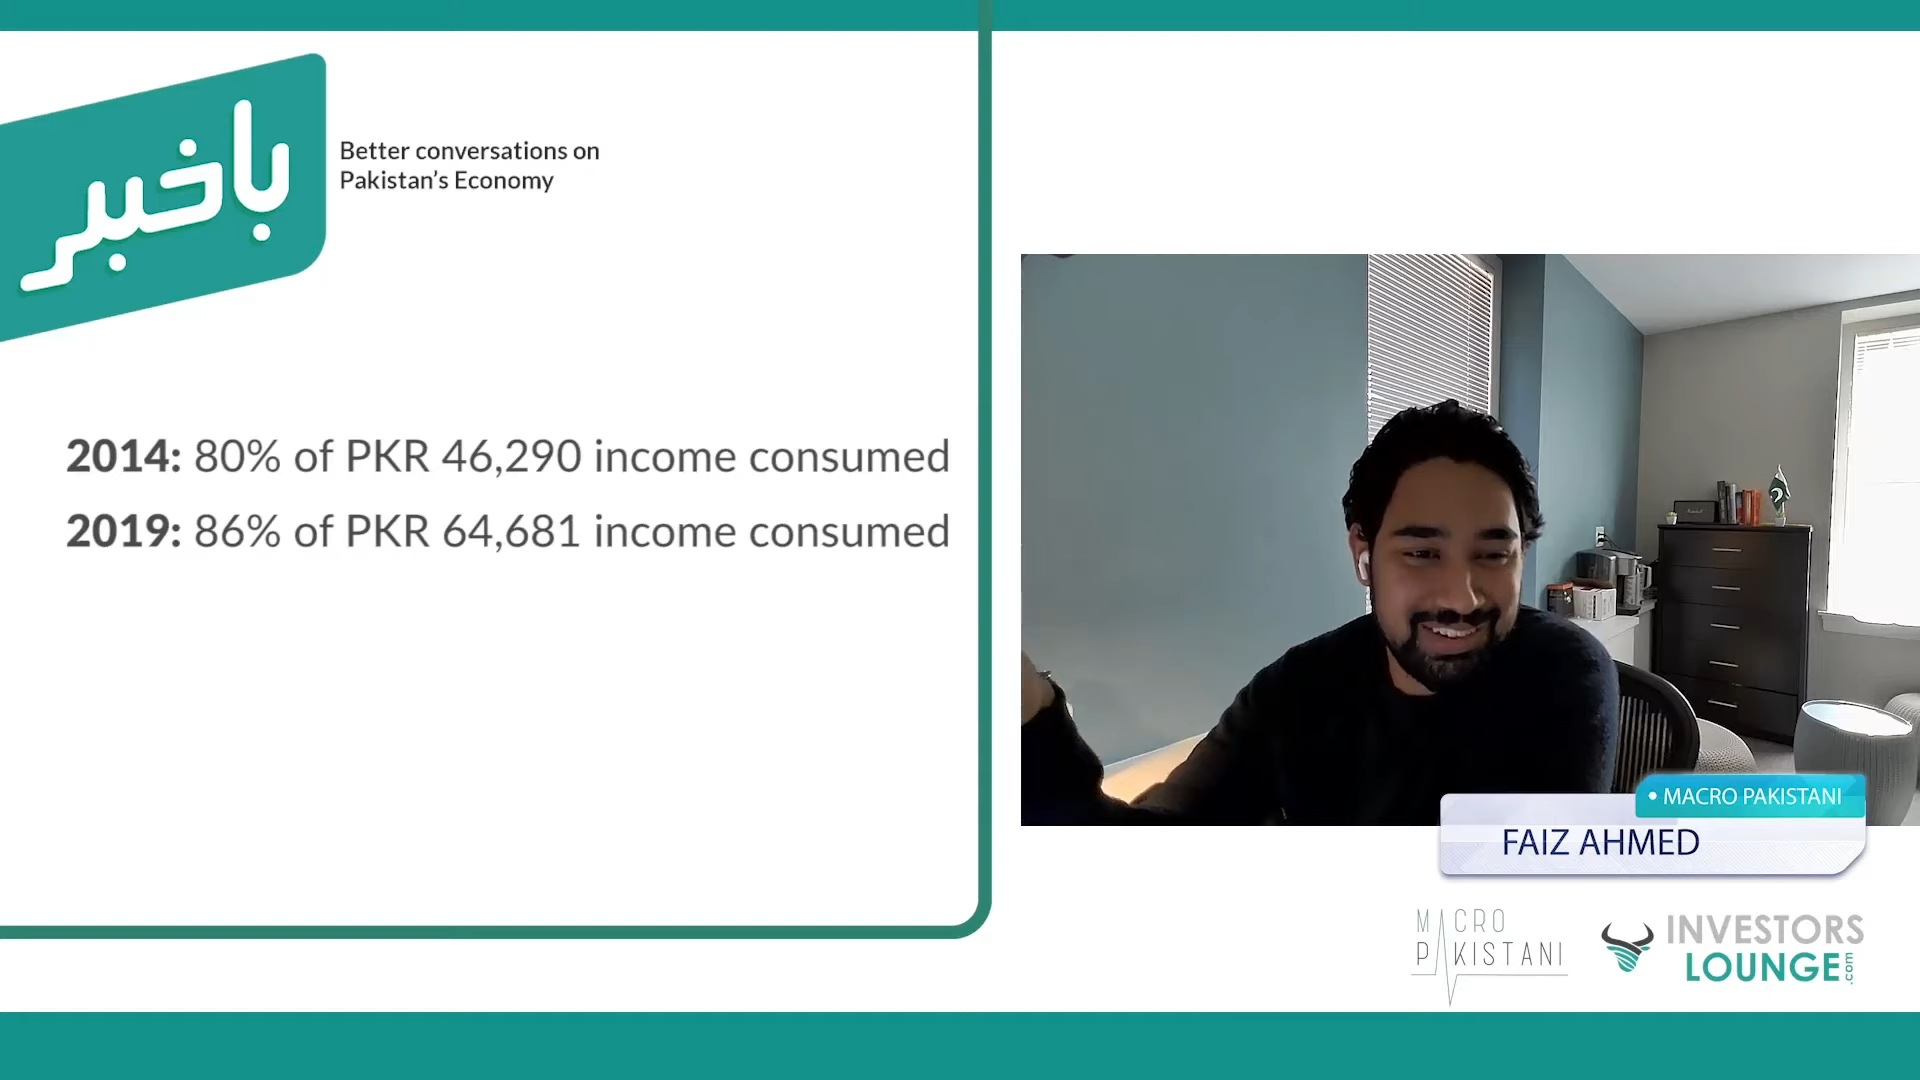 باخبر
Better conversations on
Pakistan's Economy
2014: 80% of PKR 46,290 income consumed
2019: 86% of PKR 64,681 income consumed
• MACRO PAKISTANI
FAIZ AHMED
MACRO
PAKISTANI
INVESTORS
LOUNGE.com